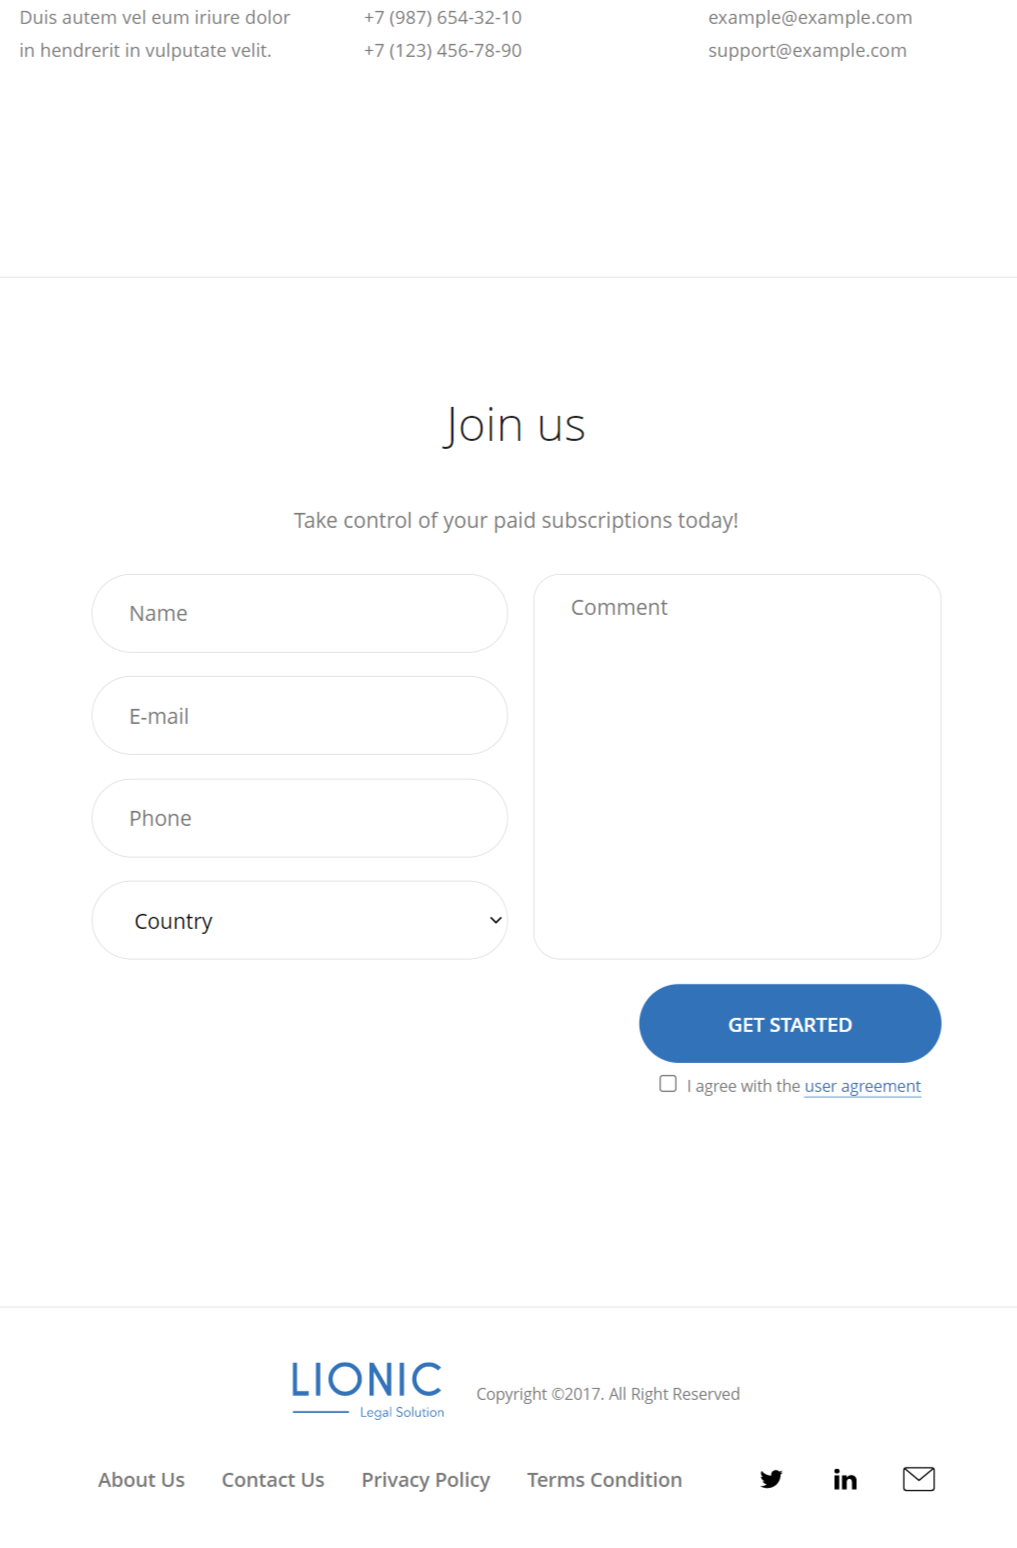 Duis autem vel eum iriure dolor
in hendrerit in vulputate velit.
+7 (987) 654-32-10
+7 (123) 456-78-90
example@example.com
support@example.com
Join us
Take control of your paid subscriptions today!
Name
E-mail
Phone
Country
Comment
GET STARTED
I agree with the user agreement
LIONIC
Legal Solution
Copyright ©2017. All Right Reserved
About Us
Contact Us
Privacy Policy
Terms Condition
in